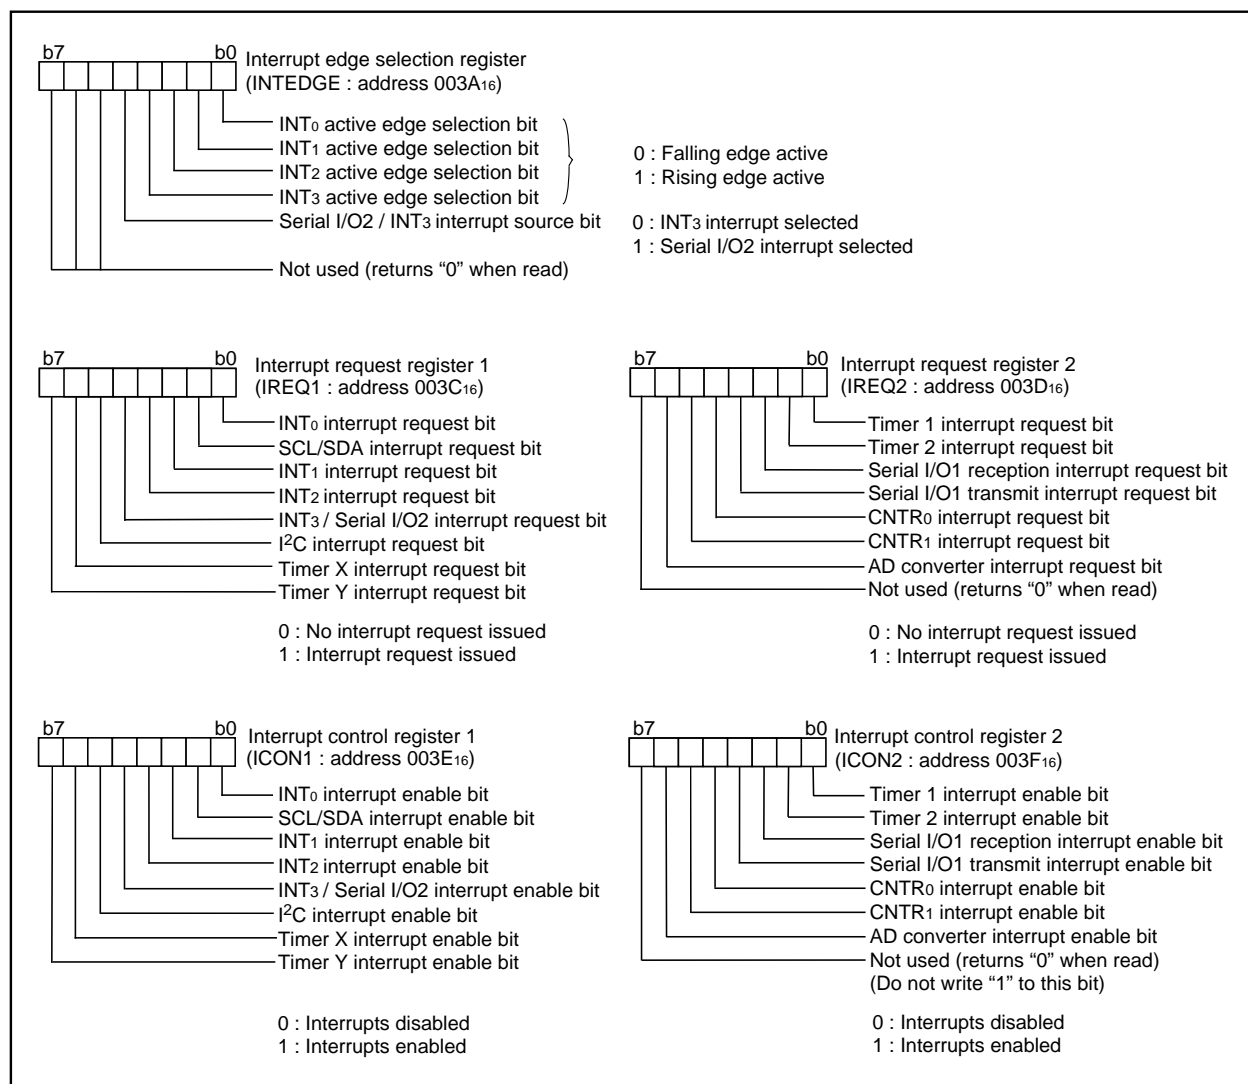 b7 b0 Interrupt edge selection register
(INTEDGE : address 003A16)
INT0 active edge selection bit
INT1 active edge selection bit
INT2 active edge selection bit
INT3 active edge selection bit
0 : Falling edge active
1 : Rising edge active
Serial I/O2 / INT3 interrupt source bit
0 : INT3 interrupt selected
1 : Serial I/O2 interrupt selected
Not used (returns “0” when read)
b7 b0 Interrupt request register 1
(IREQ1 : address 003C16)
INT0 interrupt request bit
SCL/SDA interrupt request bit
INT1 interrupt request bit
INT2 interrupt request bit
INT3 / Serial I/O2 interrupt request bit
I2C interrupt request bit
Timer X interrupt request bit
Timer Y interrupt request bit
0 : No interrupt request issued
1 : Interrupt request issued
b7 b0 Interrupt request register 2
(IREQ2 : address 003D16)
Timer 1 interrupt request bit
Timer 2 interrupt request bit
Serial I/O1 reception interrupt request bit
Serial I/O1 transmit interrupt request bit
CNTR0 interrupt request bit
CNTR1 interrupt request bit
AD converter interrupt request bit
Not used (returns “0” when read)
0 : No interrupt request issued
1 : Interrupt request issued
b7 b0 Interrupt control register 1
(ICON1 : address 003E16)
INT0 interrupt enable bit
SCL/SDA interrupt enable bit
INT1 interrupt enable bit
INT2 interrupt enable bit
INT3 / Serial I/O2 interrupt enable bit
I2C interrupt enable bit
Timer X interrupt enable bit
Timer Y interrupt enable bit
0 : Interrupts disabled
1 : Interrupts enabled
b7 b0 Interrupt control register 2
(ICON2 : address 003F16)
Timer 1 interrupt enable bit
Timer 2 interrupt enable bit
Serial I/O1 reception interrupt enable bit
Serial I/O1 transmit interrupt enable bit
CNTR0 interrupt enable bit
CNTR1 interrupt enable bit
AD converter interrupt enable bit
Not used (returns “0” when read)
(Do not write “1” to this bit)
0 : Interrupts disabled
1 : Interrupts enabled